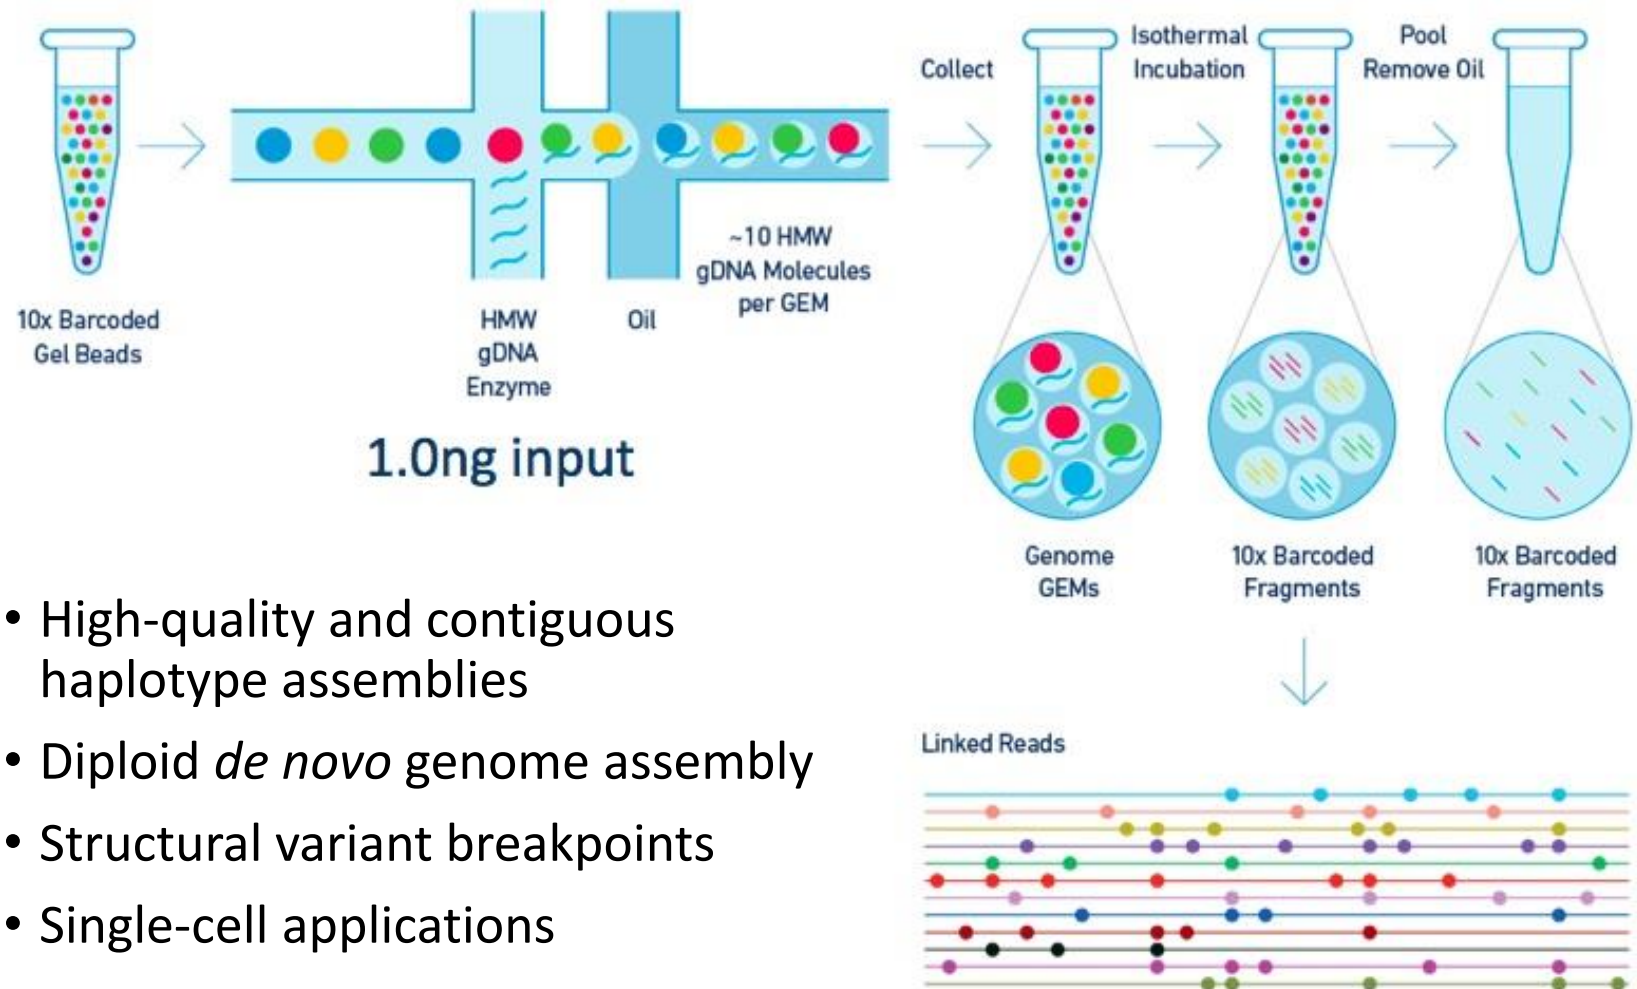 10x Barcoded
Gel Beads
HMW
gDNA
Enzyme
Oil
~10 HMW
gDNA Molecules
per GEM
1.0ng input
Collect
Isothermal
Incubation
Pool
Remove Oil
Genome
GEMs
10x Barcoded
Fragments
10x Barcoded
Fragments
• High-quality and contiguous
haplotype assemblies
• Diploid de novo genome assembly
• Structural variant breakpoints
• Single-cell applications
Linked Reads